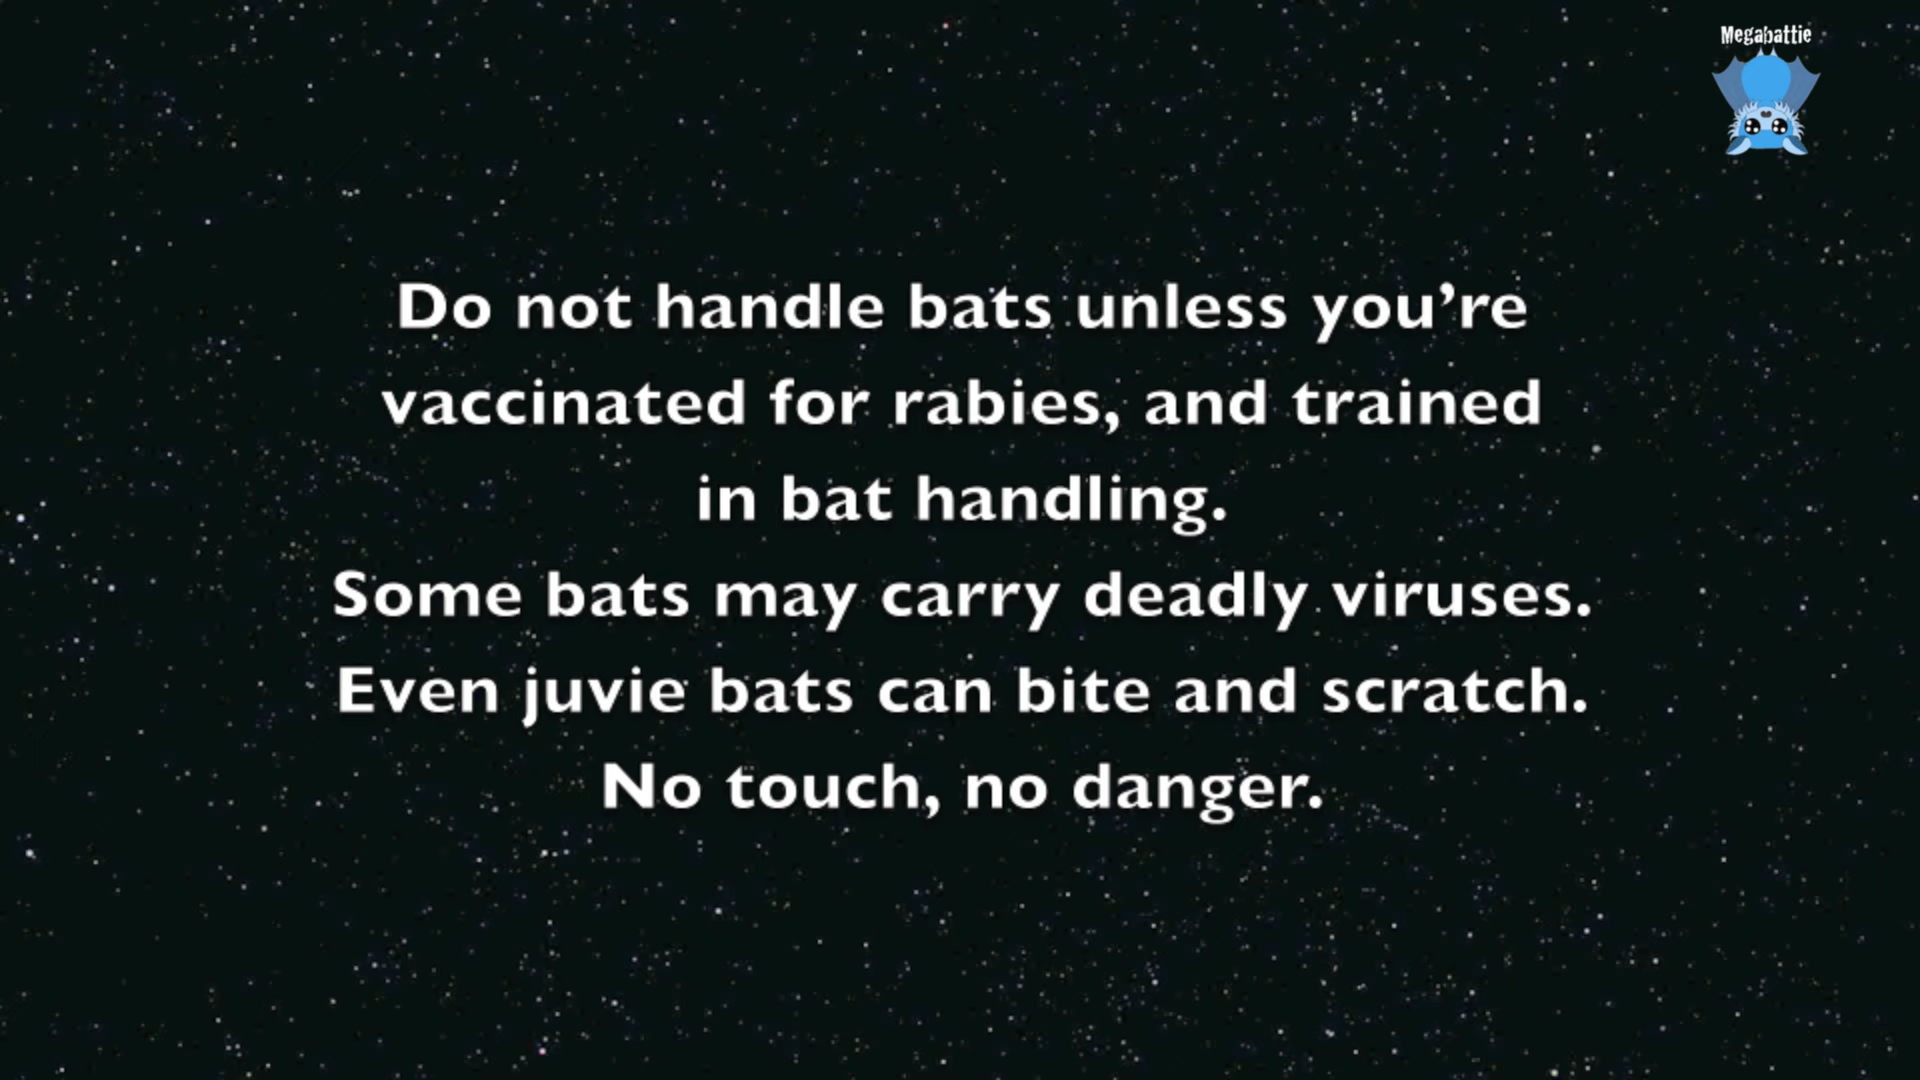 Megabattie
Do not handle bats unless you’re
vaccinated for rabies, and trained
in bat handling.
Some bats may carry deadly viruses.
Even juvie bats can bite and scratch.
No touch, no danger.